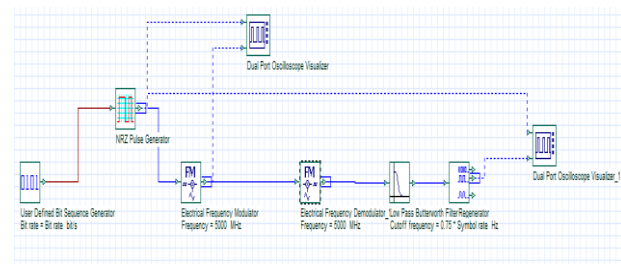 Dual Port Oscilloscope Visualizer
NRZ Pulse Generator
Dual Port Oscilloscope Visualizer_1
FM
FM
User Defined Bit Sequence Generator
Bit rate = Bit rate bit/s
Electrical Frequency Modulator
Frequency = 5000 MHz
Electrical Frequency Demodulator_
Frequency = 5000 MHz
Low Pass Butterworth Filter
Cutoff frequency = 0.75 * Symbol rate Hz
Regenerator